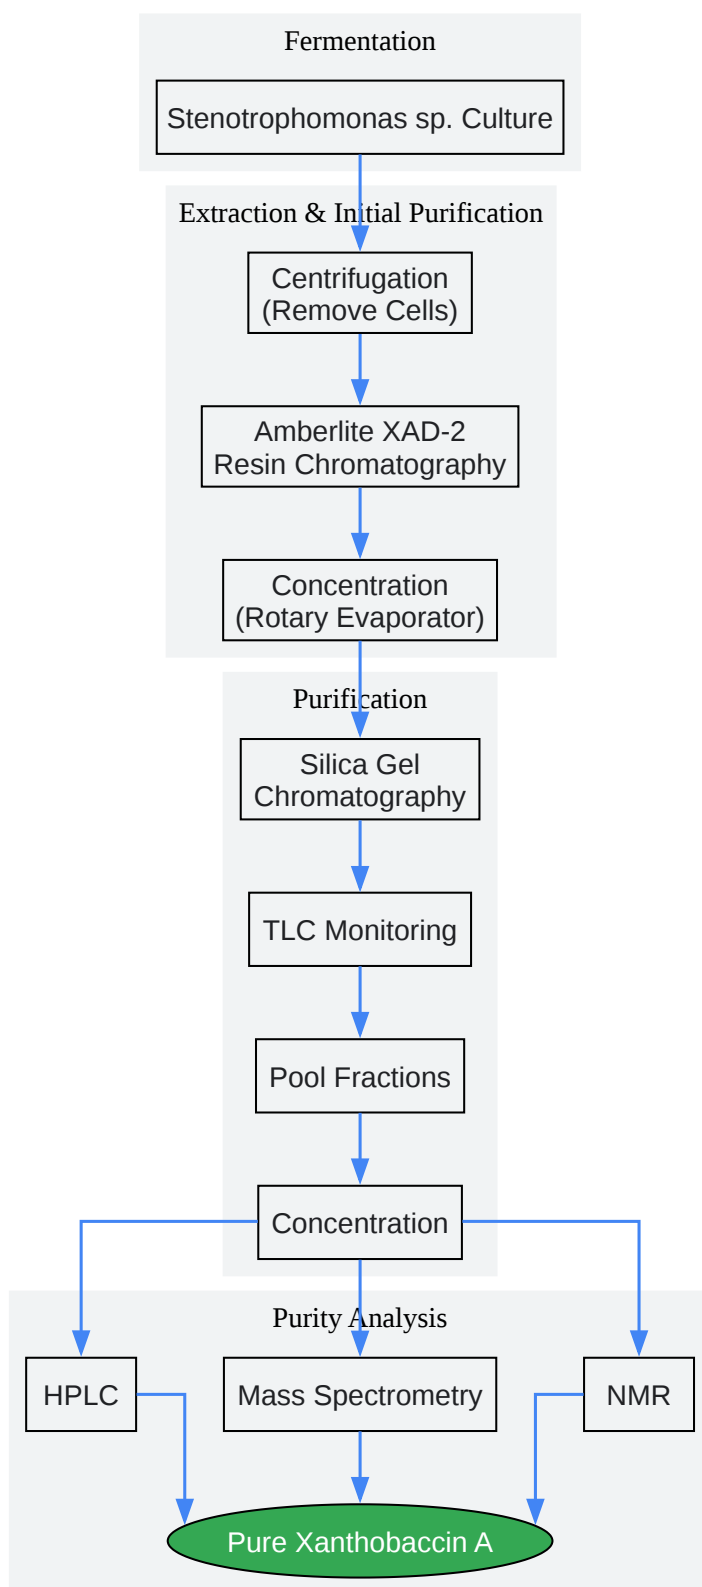 Fermentation
Stenotrophomonas sp. Culture
Extraction & Initial Purification
Centrifugation
(Remove Cells)
Amberlite XAD-2
Resin Chromatography
Concentration
(Rotary Evaporator)
Purification
Silica Gel
Chromatography
TLC Monitoring
Pool Fractions
Concentration
Purity Analysis
HPLC
Mass Spectrometry
NMR
Pure Xanthobaccin A